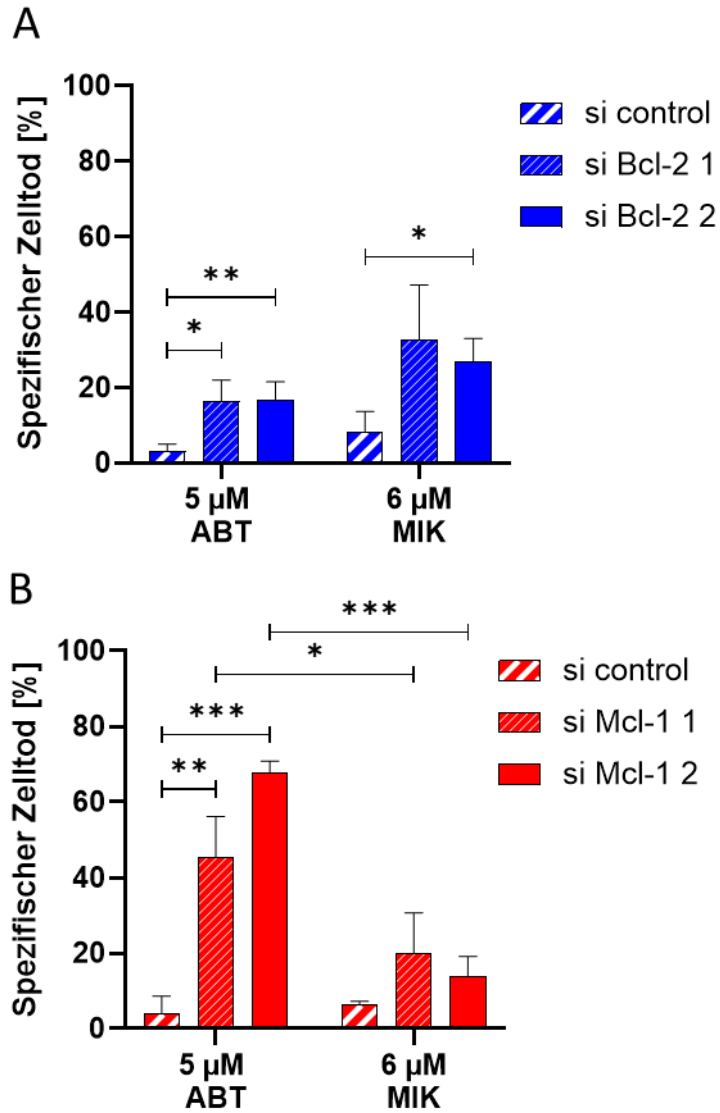 A
Spezifischer Zelltod [%]
100
80
60
40
20
0
*
**
*
5 µM
ABT
6 µM
MIK
si control
si Bcl-2 1
si Bcl-2 2
B
Spezifischer Zelltod [%]
100
80
60
40
20
0
***
*
***
**
5 µM
ABT
6 µM
MIK
si control
si Mcl-1 1
si Mcl-1 2